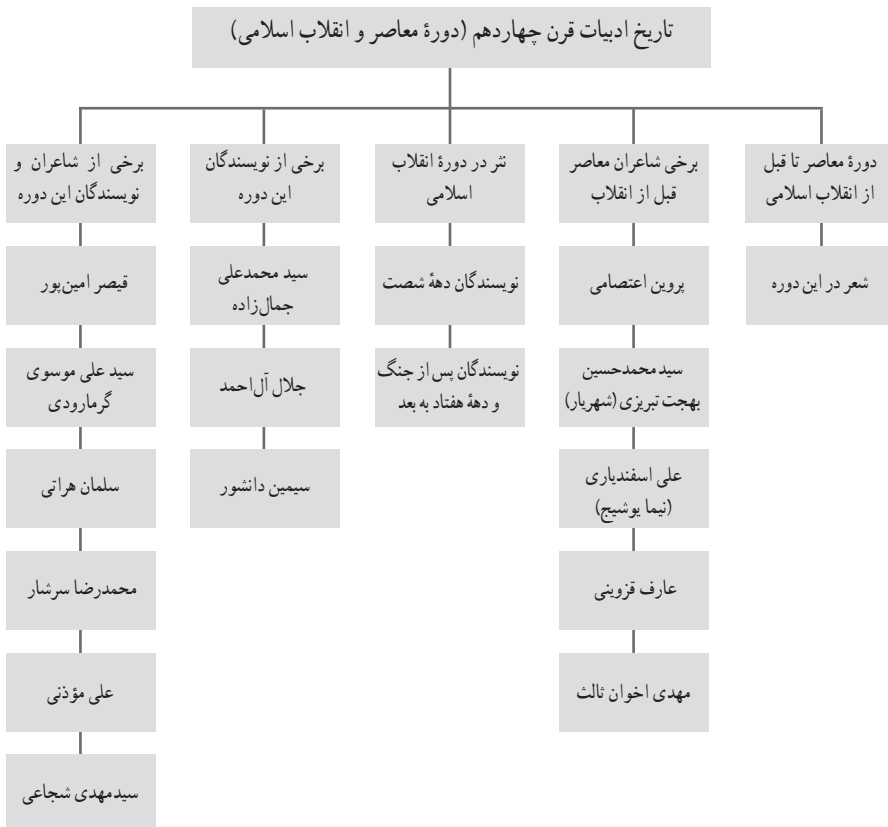 تاریخ ادبیات قرن چهاردهم (دورهٔ معاصر و انقلاب اسلامی)
دورهٔ معاصر تا قبل
از انقلاب اسلامی
شعر در این دوره
برخی شاعران معاصر
قبل از انقلاب
پروین اعتصامی
سیدمحمدحسین
بهجت تبریزی (شهریار)
علی اسفندیاری
(نیما یوشیج)
عارف قزوینی
مهدی اخوان ثالث
نثر در دورهٔ انقلاب
اسلامی
نویسندگان دههٔ شصت
نویسندگان پس از جنگ
و دههٔ هفتاد به بعد
برخی از نویسندگان
این دوره
سید محمدعلی
جمال‌زاده
جلال آل‌احمد
سیمین دانشور
برخی از شاعران و
نویسندگان این دوره
قیصر امین‌پور
سید علی موسوی
گرمارودی
سلمان هراتی
محمدرضا سرشار
علی مؤذنی
سیدمهدی شجاعی